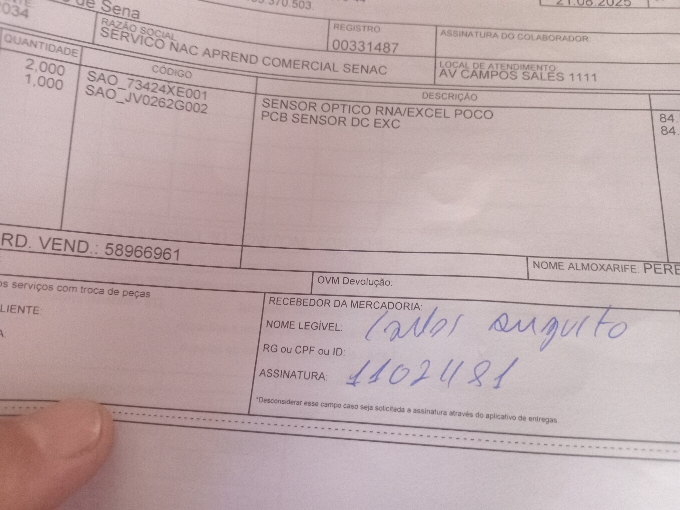 de Sena
21.08.2025
2034
RAZÃO SOCIAL
SERVICO NAC APREND COMERCIAL SENAC
REGISTRO
00331487
ASSINATURA DO COLABORADOR:
LOCAL DE ATENDIMENTO:
AV CAMPOS SALES 1111
QUANTIDADE CÓDIGO DESCRIÇÃO
2,000 SAO_73424XE001 SENSOR OPTICO RNA/EXCEL POCO 84.
1,000 SAO_JV0262G002 PCB SENSOR DC EXC 84.
RD. VEND.: 58966961
NOME ALMOXARIFE: PERE
os serviços com troca de peças
OVM Devolução.
LIENTE
RECEBEDOR DA MERCADORIA:
NOME LEGÍVEL: Carlos Augusto
RG ou CPF ou ID:
ASSINATURA: 1102481
*Desconsiderar esse campo caso seja solicitada a assinatura através do aplicativo de entregas.